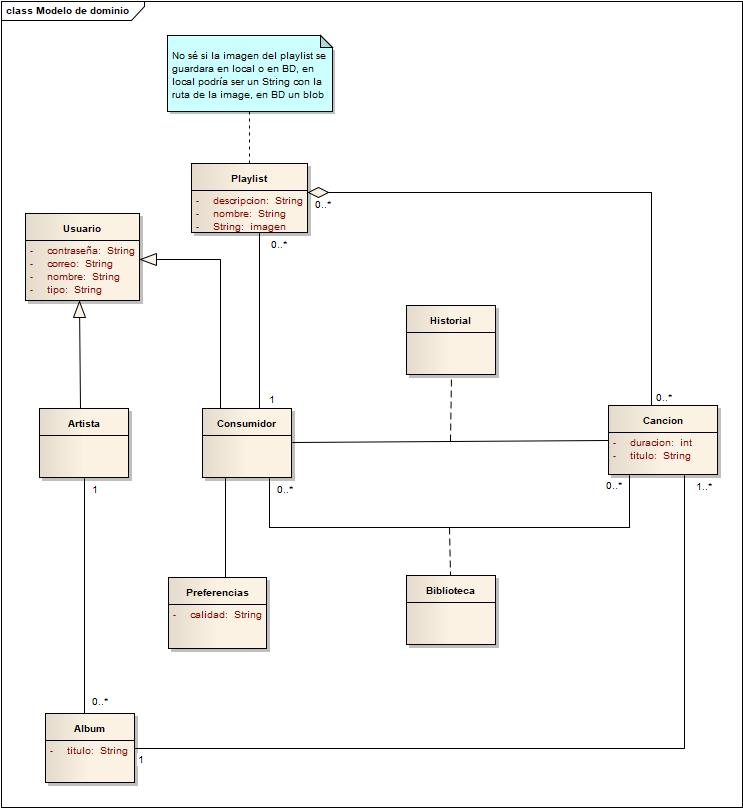 class Modelo de dominio
No sé si la imagen del playlist se
guardara en local o en BD, en
local podría ser un String con la
ruta de la image, en BD un blob
Playlist
- descripcion: String
- nombre: String
- String: imagen
0..*
0..*
Usuario
- contraseña: String
- correo: String
- nombre: String
- tipo: String
Historial
1
0..*
Artista
Consumidor
Cancion
- duracion: int
- titulo: String
1
0..*
0..*
1..*
Preferencias
- calidad: String
Biblioteca
0..*
Album
- titulo: String
1